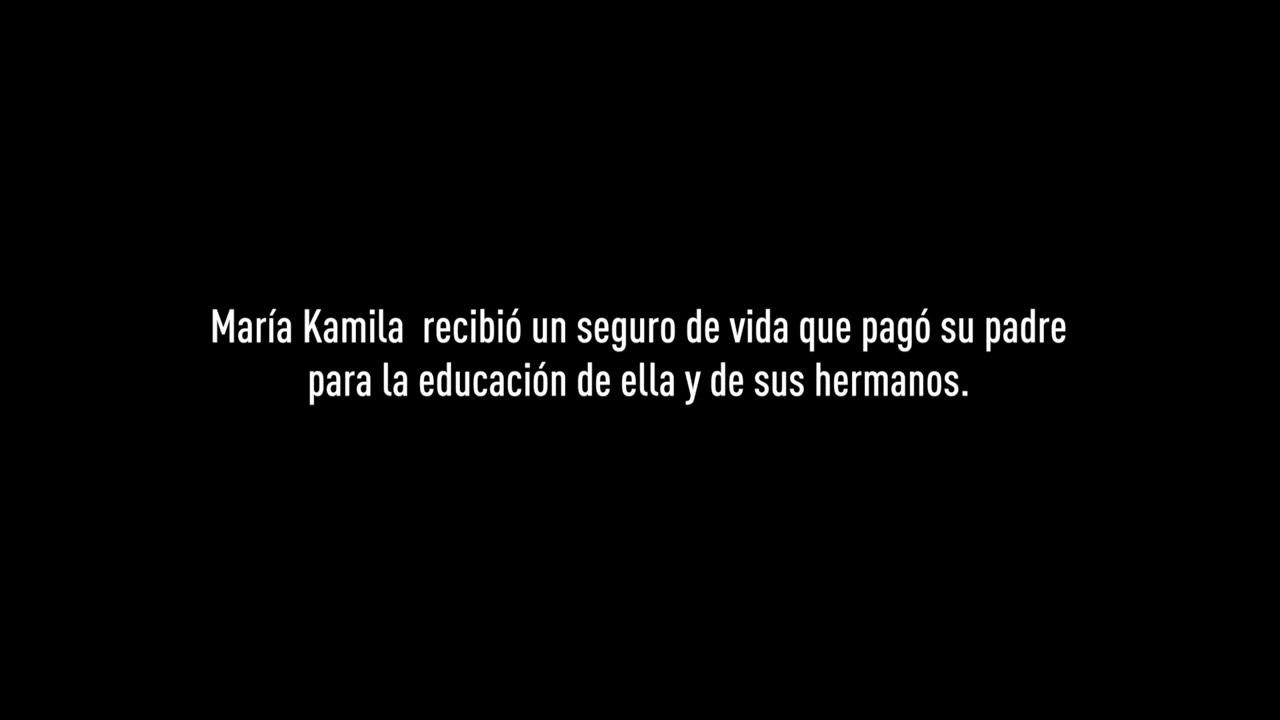 María Kamila  recibió un seguro de vida que pagó su padre
para la educación de ella y de sus hermanos.